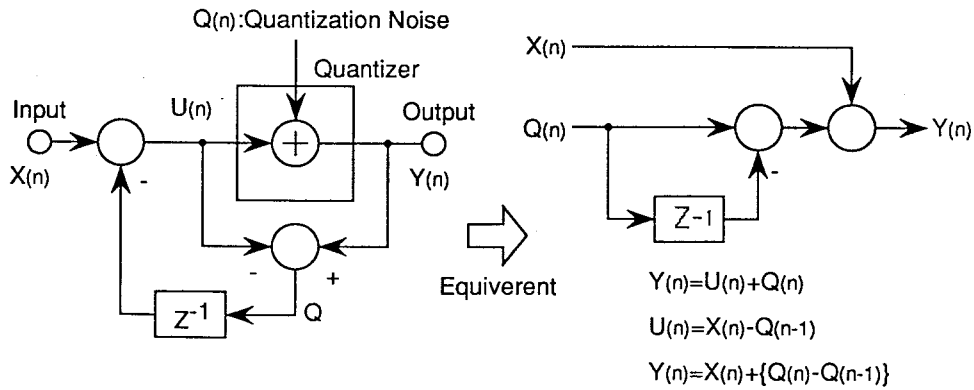 Q(n):Quantization Noise
Quantizer
Input
U(n)
Output
X(n)
-
+
Y(n)
-
+
Q
Z-1
Equiverent
X(n)
Q(n)
Y(n)
-
Z-1
Y(n)=U(n)+Q(n)
U(n)=X(n)-Q(n-1)
Y(n)=X(n)+{Q(n)-Q(n-1)}